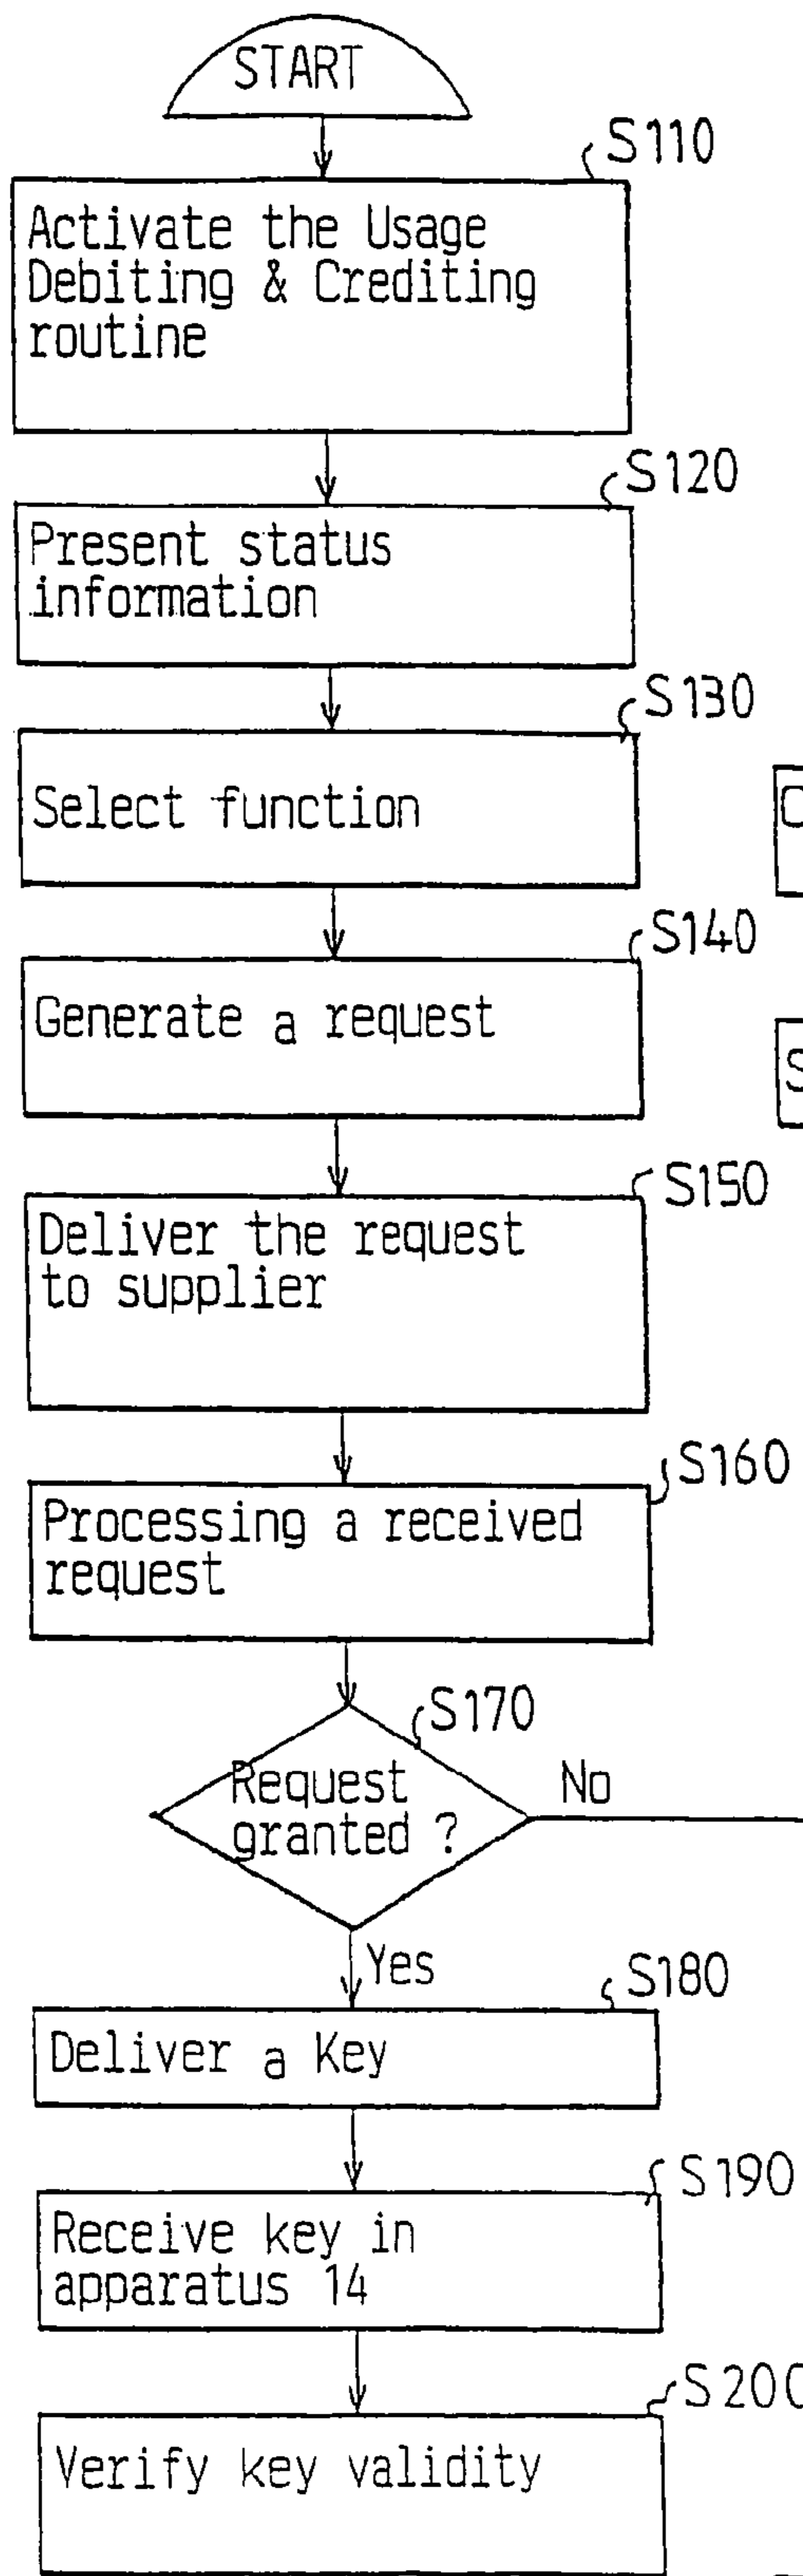 START
S110
Activate the Usage
Debiting & Crediting
routine
S120
Present status
information
S130
Select function
S140
Generate a request
S150
Deliver the request
to supplier
S160
Processing a received
request
S170
Request
granted ?
No
Yes
S180
Deliver a Key
S190
Receive key in
apparatus 14
S200
Verify key validity